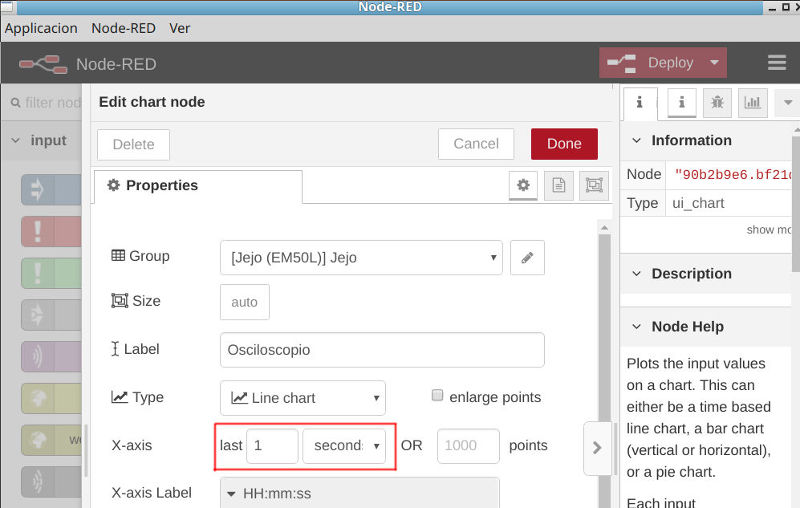 Node-RED
Applicacion Node-RED Ver
Node-RED Deploy
filter nod
input
Edit chart node
Delete Cancel Done
Properties
Group [Jejo (EM50L)] Jejo
Size auto
Label Osciloscopio
Type Line chart enlarge points
X-axis last 1 second OR 1000 points
X-axis Label HH:mm:ss
Information
Node "90b2b9e6.bf21
Type ui_chart
show mo
Description
Node Help
Plots the input values
on a chart. This can
either be a time based
line chart, a bar chart
(vertical or horizontal),
or a pie chart.
Each input